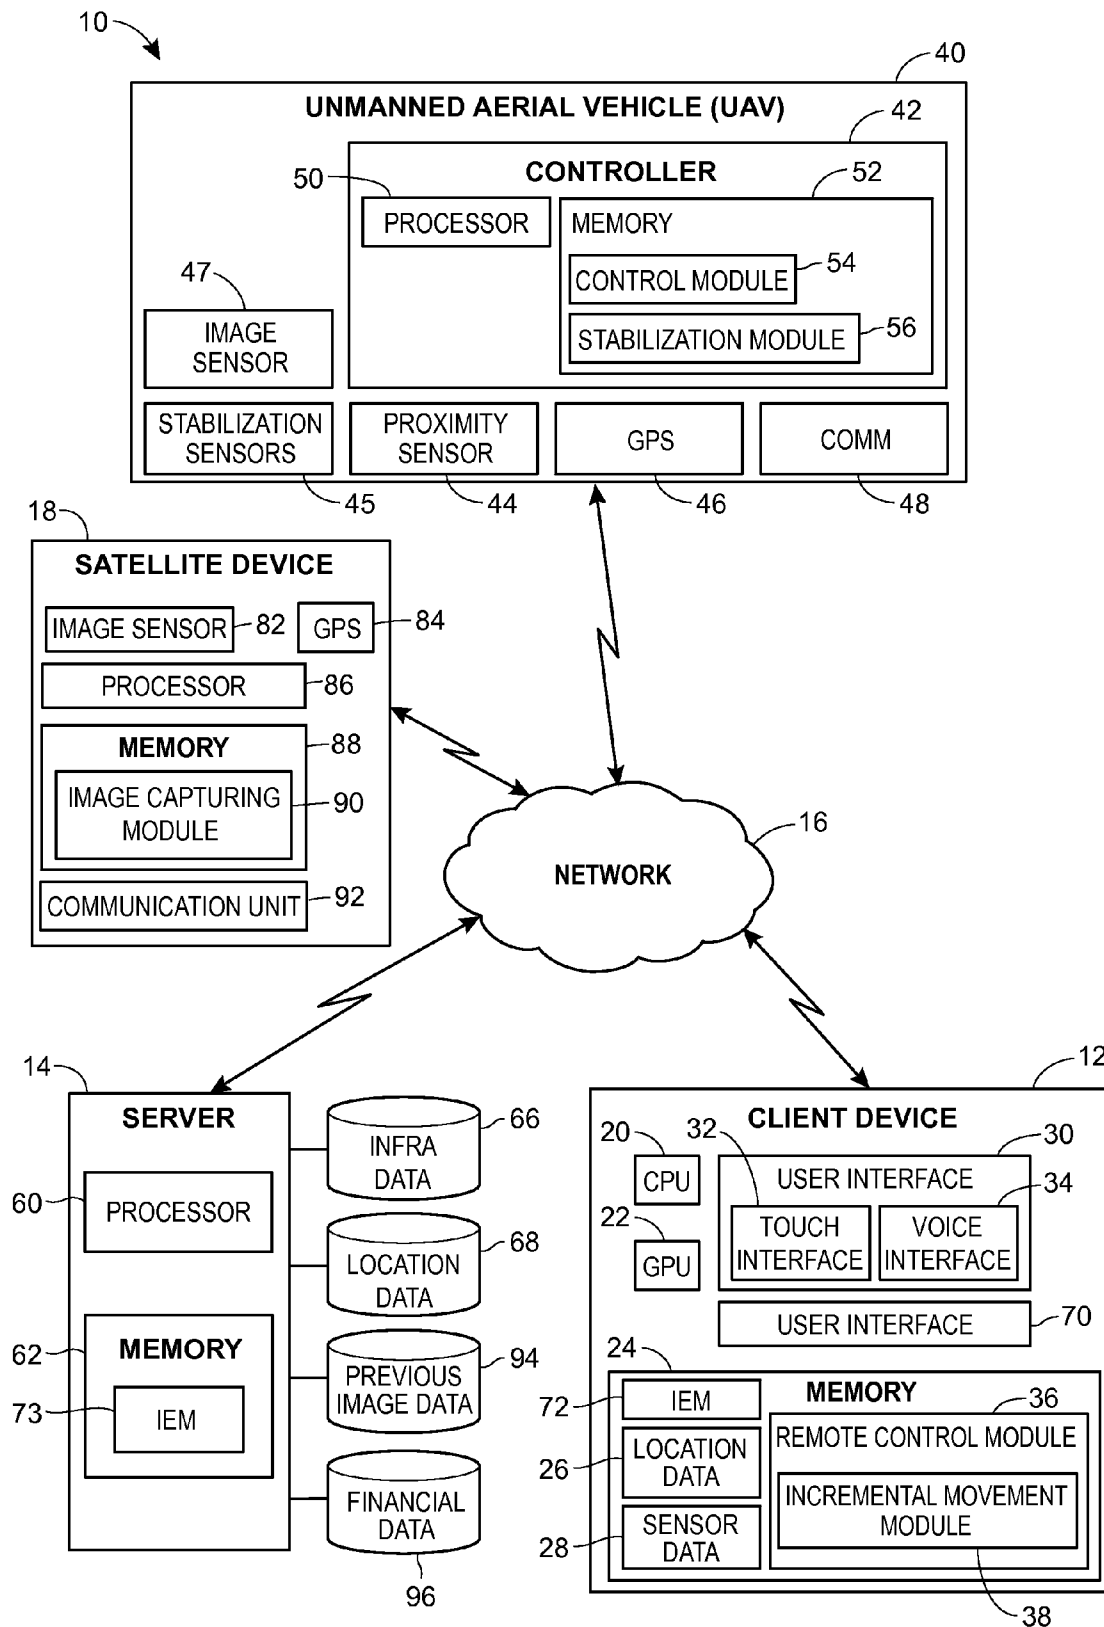 10
40
UNMANNED AERIAL VEHICLE (UAV)
42
CONTROLLER
50
52
PROCESSOR
MEMORY
54
CONTROL MODULE
47
56
IMAGE
SENSOR
STABILIZATION MODULE
STABILIZATION
SENSORS
PROXIMITY
SENSOR
GPS
COMM
45
44
46
48
18
SATELLITE DEVICE
IMAGE SENSOR
82
GPS
84
PROCESSOR
86
MEMORY
88
IMAGE CAPTURING
MODULE
90
COMMUNICATION UNIT
92
16
NETWORK
14
SERVER
60
PROCESSOR
62
MEMORY
73
IEM
INFRA
DATA
66
LOCATION
DATA
68
PREVIOUS
IMAGE DATA
94
FINANCIAL
DATA
96
12
CLIENT DEVICE
20
CPU
32
30
USER INTERFACE
34
22
GPU
TOUCH
INTERFACE
VOICE
INTERFACE
USER INTERFACE
70
24
MEMORY
72
IEM
36
REMOTE CONTROL MODULE
26
LOCATION
DATA
INCREMENTAL MOVEMENT
MODULE
28
SENSOR
DATA
38